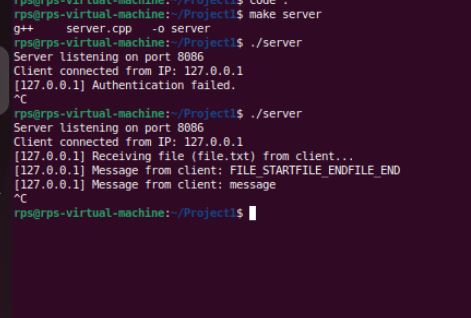 rps@rps-virtual-machine:~/Project1$ code .
rps@rps-virtual-machine:~/Project1$ make server
g++     server.cpp   -o server
rps@rps-virtual-machine:~/Project1$ ./server
Server listening on port 8086
Client connected from IP: 127.0.0.1
[127.0.0.1] Authentication failed.
^C
rps@rps-virtual-machine:~/Project1$ ./server
Server listening on port 8086
Client connected from IP: 127.0.0.1
[127.0.0.1] Receiving file (file.txt) from client...
[127.0.0.1] Message from client: FILE_STARTFILE_ENDFILE_END
[127.0.0.1] Message from client: message
^C
rps@rps-virtual-machine:~/Project1$